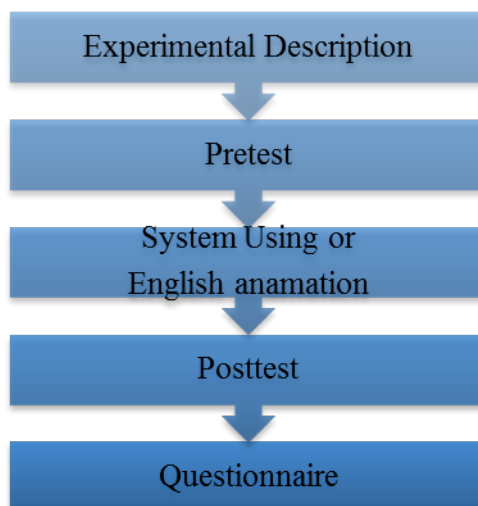 Experimental Description
Pretest
System Using or
English anamation
Posttest
Questionnaire